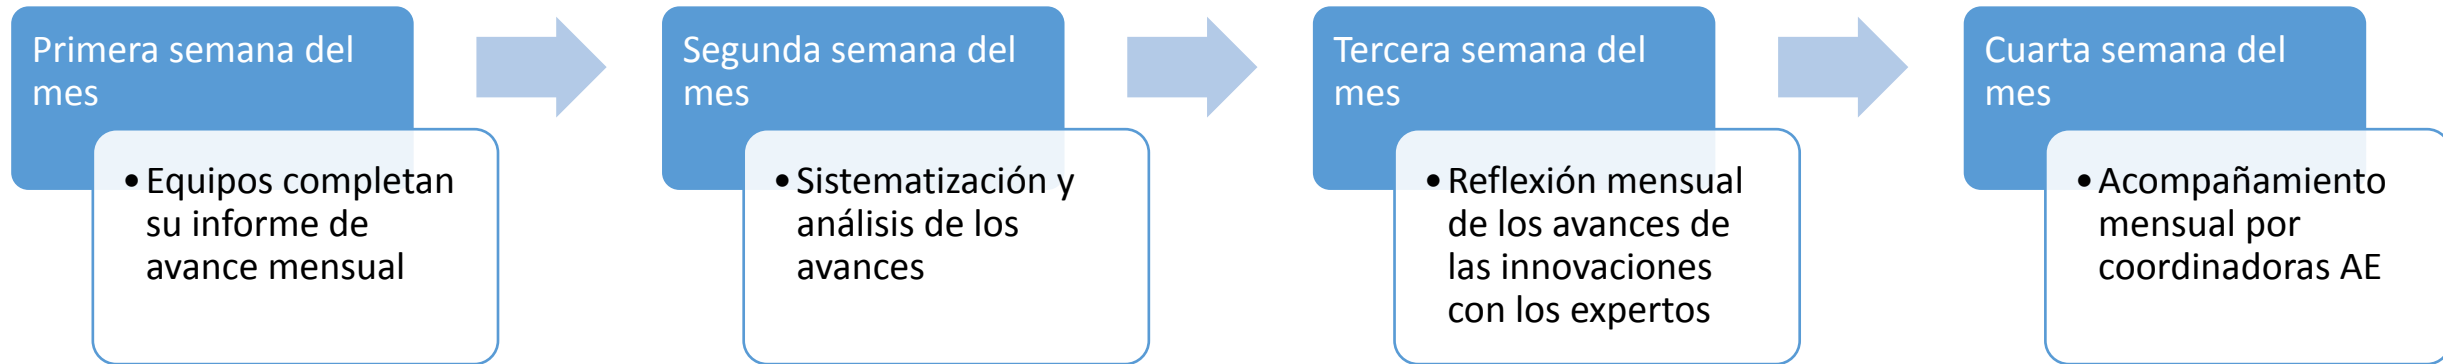 Primera semana del
mes
• Equipos completan
su informe de
avance mensual
Segunda semana del
mes
• Sistematización y
análisis de los
avances
Tercera semana del
mes
• Reflexión mensual
de los avances de
las innovaciones
con los expertos
Cuarta semana del
mes
• Acompañamiento
mensual por
coordinadoras AE